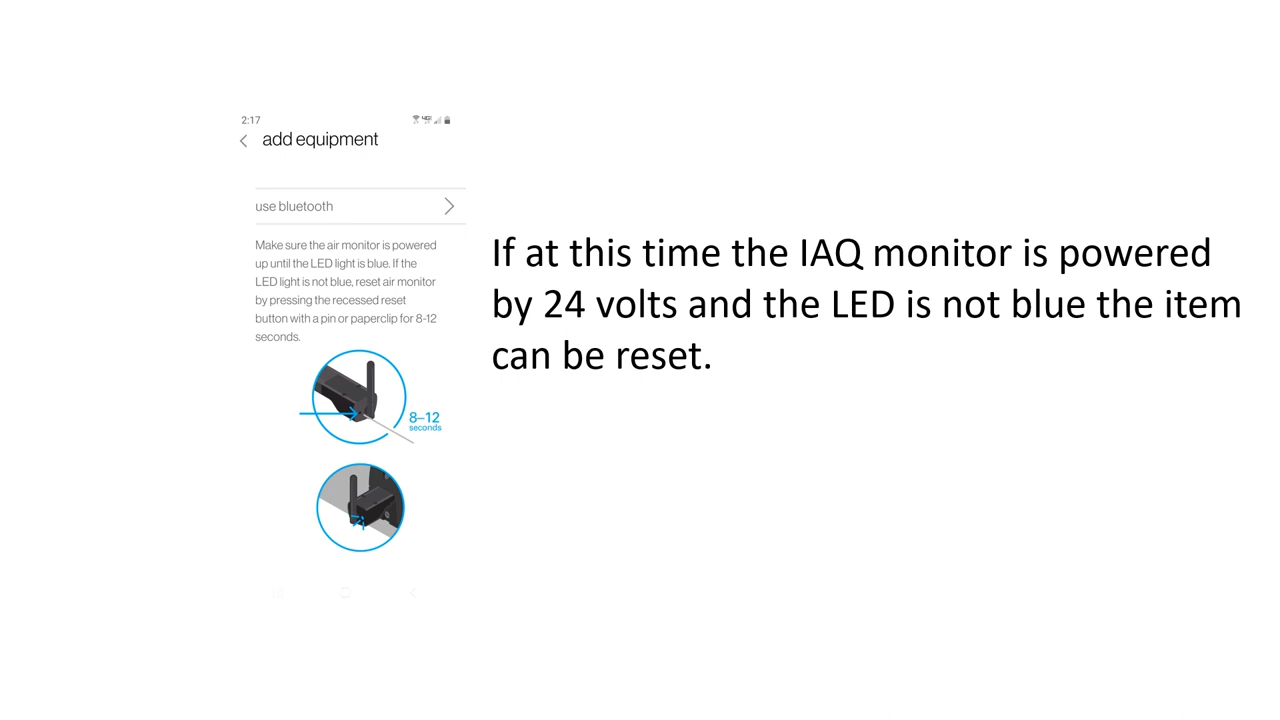 2:17
add equipment
use bluetooth
Make sure the air monitor is powered
up until the LED light is blue. If the
LED light is not blue, reset air monitor
by pressing the recessed reset
button with a pin or paperclip for 8-12
seconds.
8–12
seconds
If at this time the IAQ monitor is powered
by 24 volts and the LED is not blue the item
can be reset.